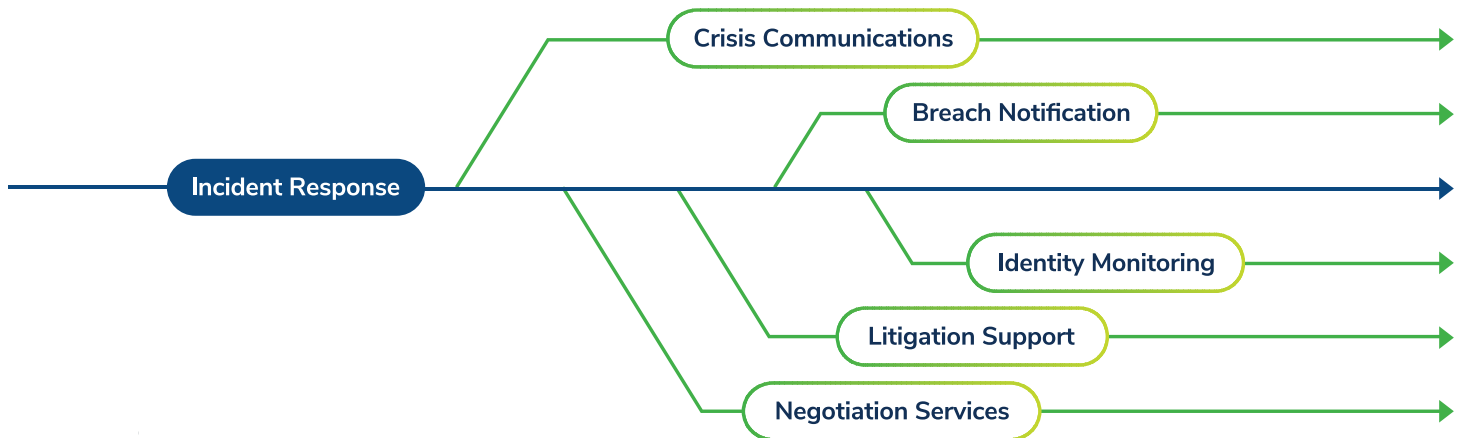 Crisis Communications
Breach Notification
Incident Response
Identity Monitoring
Litigation Support
Negotiation Services